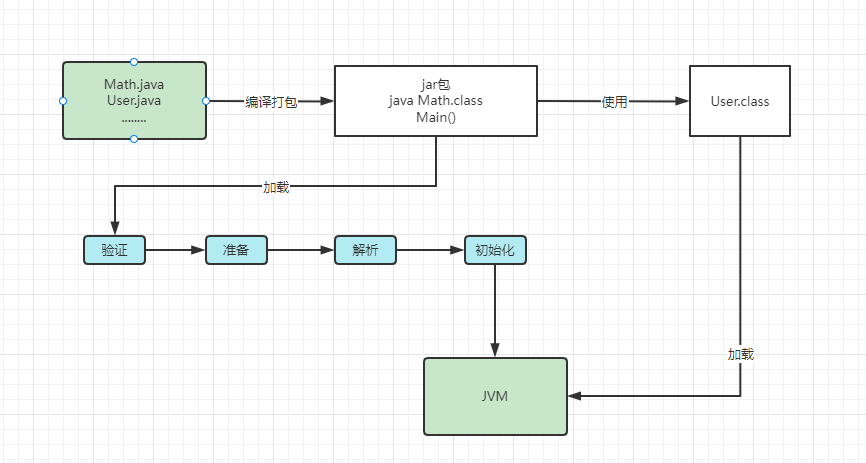 Math.java
User.java
........
编译打包
jar包
java Math.class
Main()
使用
User.class
加载
验证
准备
解析
初始化
加载
JVM